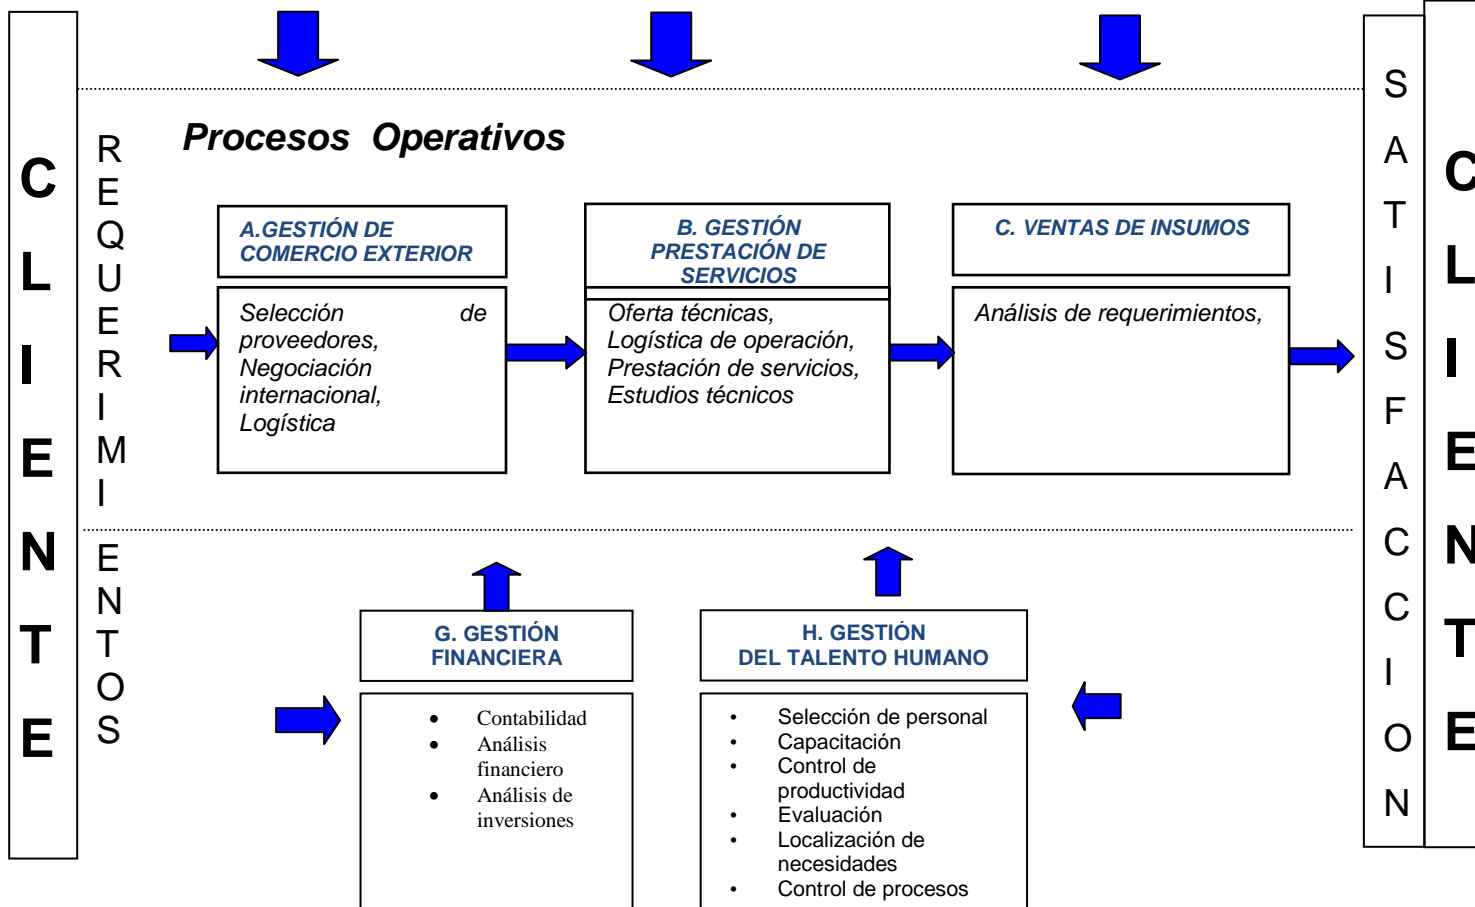 CLIENTE
REQUERIMIENTOS
Procesos Operativos
A.GESTIÓN DE
COMERCIO EXTERIOR
Selección de
proveedores,
Negociación
internacional,
Logística
B. GESTIÓN
PRESTACIÓN DE
SERVICIOS
Oferta técnicas,
Logística de operación,
Prestación de servicios,
Estudios técnicos
C. VENTAS DE INSUMOS
Análisis de requerimientos,
G. GESTIÓN
FINANCIERA
• Contabilidad
• Análisis
financiero
• Análisis de
inversiones
H. GESTIÓN
DEL TALENTO HUMANO
• Selección de personal
• Capacitación
• Control de
productividad
• Evaluación
• Localización de
necesidades
• Control de procesos
SATISFACCION
CLIENTE